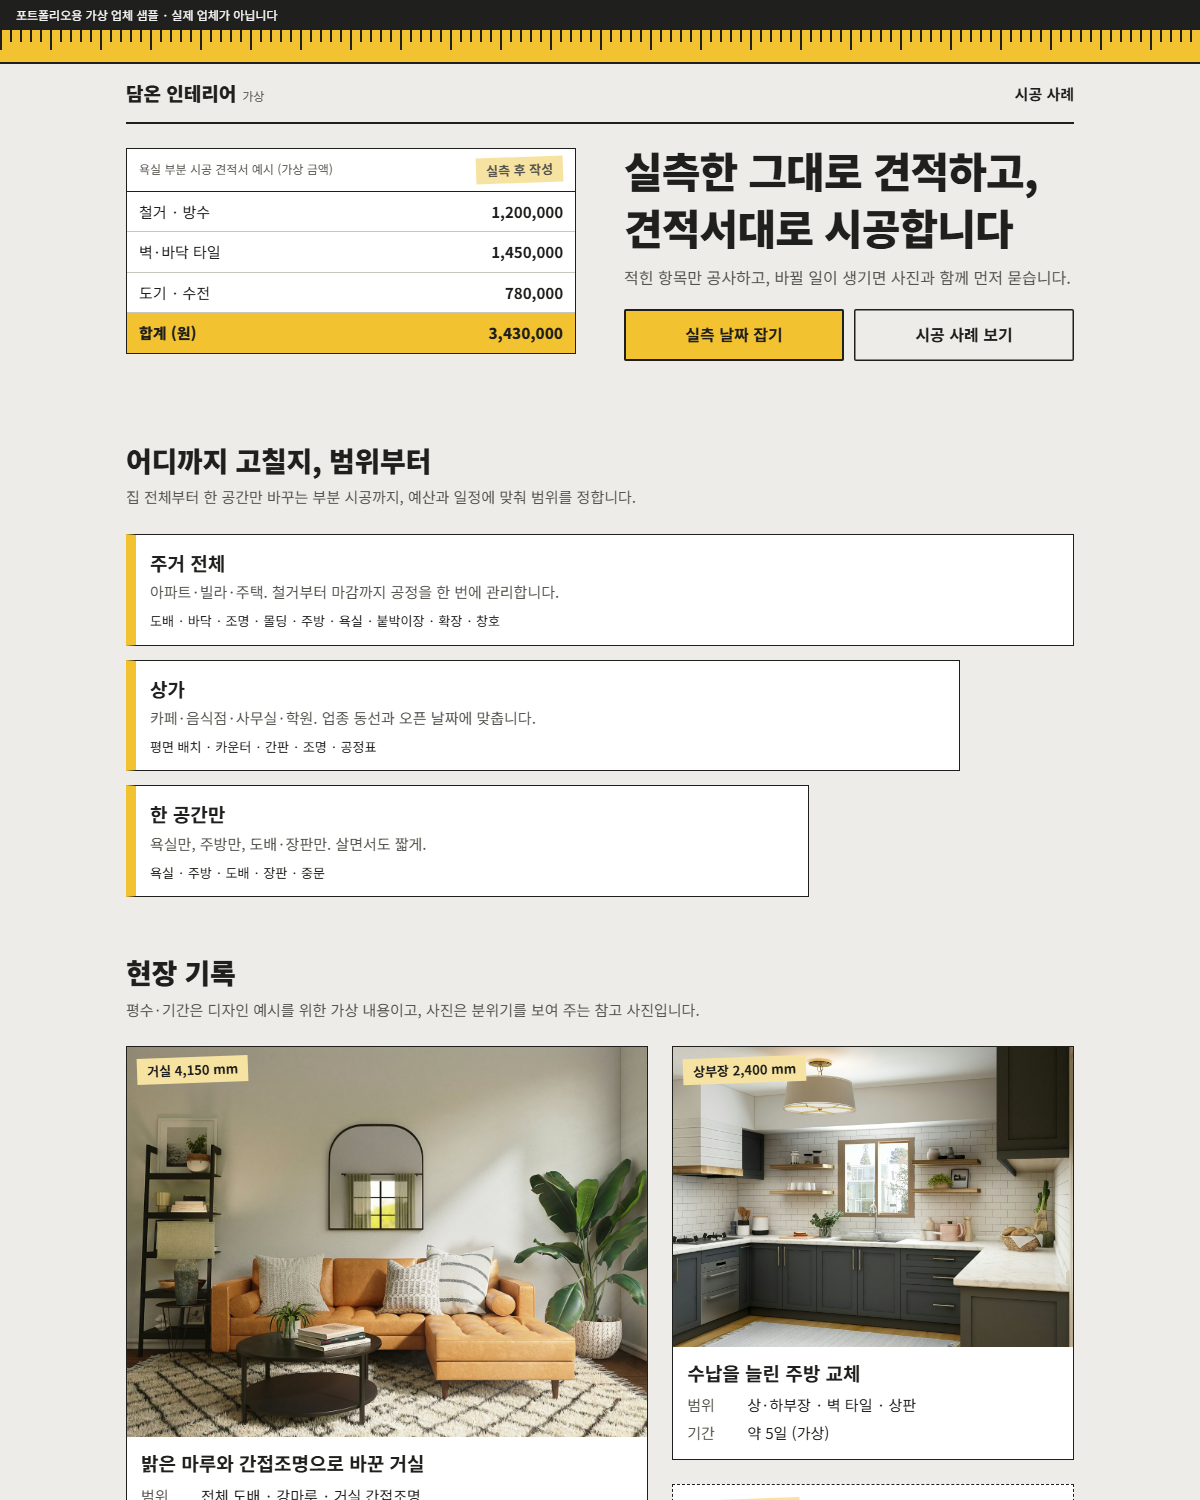 포트폴리오용 가상 업체 샘플 · 실제 업체가 아닙니다
담온 인테리어 가상
시공 사례
욕실 부분 시공 견적서 예시 (가상 금액)
실측 후 작성
철거 · 방수 1,200,000
벽·바닥 타일 1,450,000
도기 · 수전 780,000
합계 (원) 3,430,000
실측한 그대로 견적하고,
견적서대로 시공합니다
적힌 항목만 공사하고, 바뀔 일이 생기면 사진과 함께 먼저 묻습니다.
실측 날짜 잡기
시공 사례 보기
어디까지 고칠지, 범위부터
집 전체부터 한 공간만 바꾸는 부분 시공까지, 예산과 일정에 맞춰 범위를 정합니다.
주거 전체
아파트·빌라·주택. 철거부터 마감까지 공정을 한 번에 관리합니다.
도배 · 바닥 · 조명 · 몰딩 · 주방 · 욕실 · 붙박이장 · 확장 · 창호
상가
카페·음식점·사무실·학원. 업종 동선과 오픈 날짜에 맞춥니다.
평면 배치 · 카운터 · 간판 · 조명 · 공정표
한 공간만
욕실만, 주방만, 도배·장판만. 살면서도 짧게.
욕실 · 주방 · 도배 · 장판 · 중문
현장 기록
평수·기간은 디자인 예시를 위한 가상 내용이고, 사진은 분위기를 보여 주는 참고 사진입니다.
거실 4,150 mm
밝은 마루와 간접조명으로 바꾼 거실
범위 전체 도배 · 강마루 · 거실 간접조명
상부장 2,400 mm
수납을 늘린 주방 교체
범위 상·하부장 · 벽 타일 · 상판
기간 약 5일 (가상)